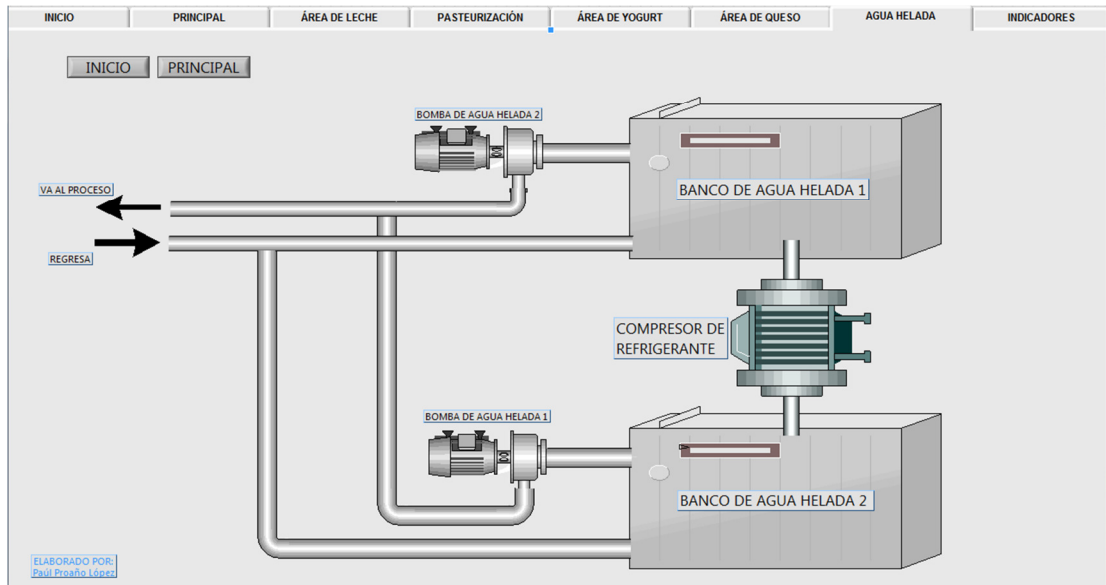 INICIO
PRINCIPAL
ÁREA DE LECHE
PASTEURIZACIÓN
ÁREA DE YOGURT
ÁREA DE QUESO
AGUA HELADA
INDICADORES
INICIO
PRINCIPAL
BOMBA DE AGUA HELADA 2
BANCO DE AGUA HELADA 1
VA AL PROCESO
REGRESA
COMPRESOR DE
REFRIGERANTE
BOMBA DE AGUA HELADA 1
BANCO DE AGUA HELADA 2
ELABORADO POR:
Paúl Proaño López